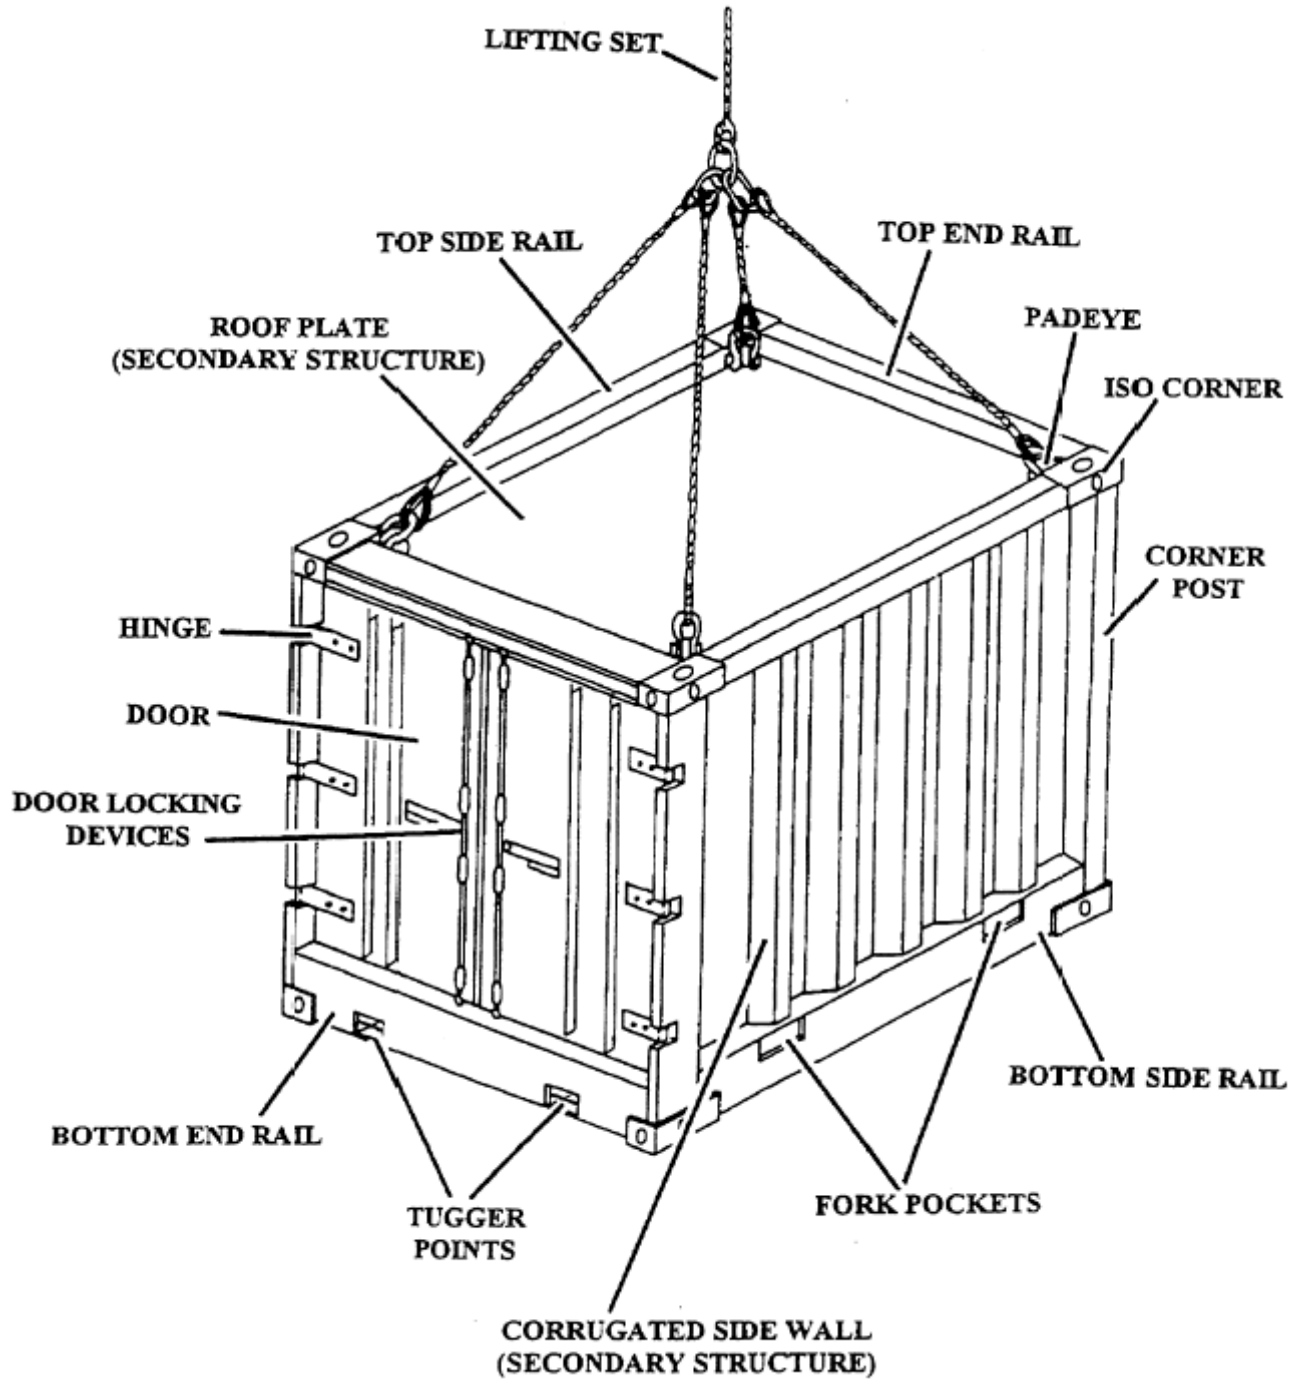 LIFTING SET
TOP SIDE RAIL
TOP END RAIL
ROOF PLATE
(SECONDARY STRUCTURE)
PADEYE
ISO CORNER
CORNER
POST
HINGE
DOOR
DOOR LOCKING
DEVICES
BOTTOM SIDE RAIL
BOTTOM END RAIL
FORK POCKETS
TUGGER
POINTS
CORRUGATED SIDE WALL
(SECONDARY STRUCTURE)